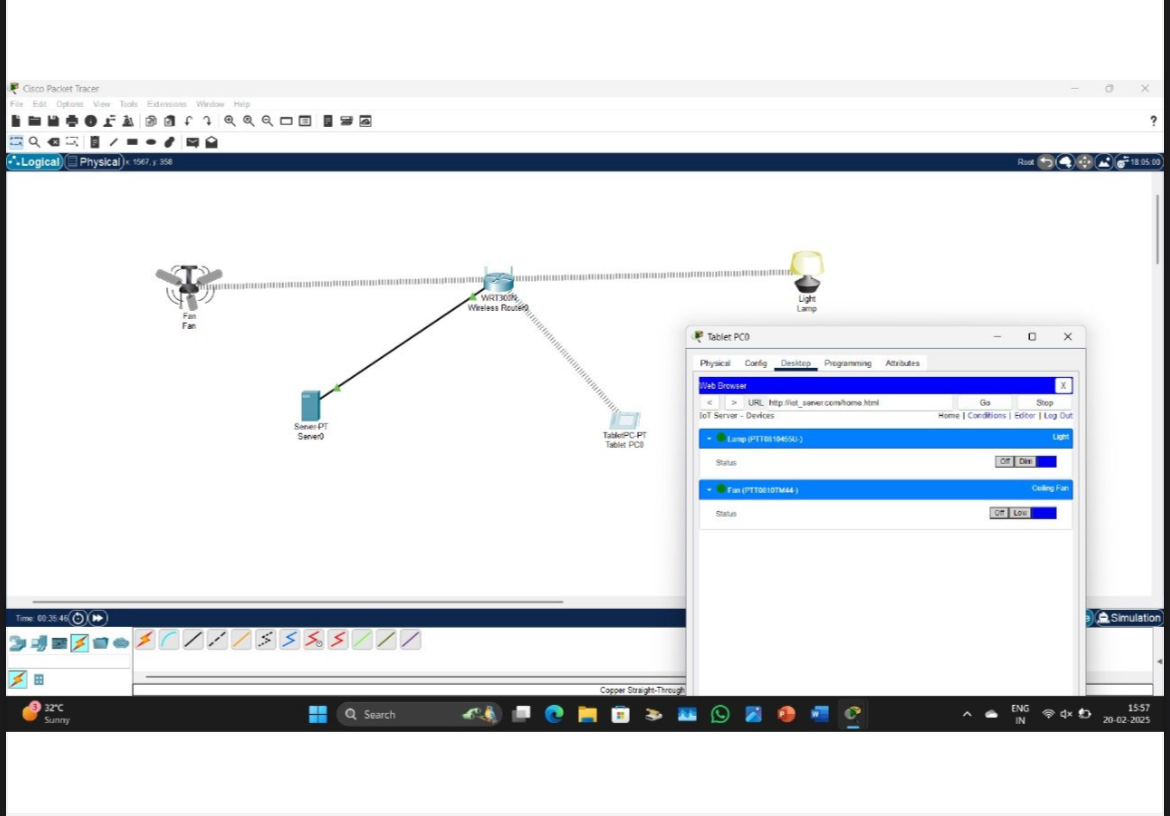 Cisco Packet Tracer
File Edit Options View Tools Extensions Window Help
?
Logical Physical x: 1567, y: 358 Root 18:05:00
Fan
Fan
WRT300N
Wireless Router0
Light
Lamp
Server-PT
Server0
TabletPC-PT
Tablet PC0
Tablet PC0
Physical Config Desktop Programming Attributes
Web Browser X
< > URL http://iot_server.com/home.html Go Stop
IoT Server - Devices Home | Conditions | Editor | Log Out
Light
Status Off Dim
Ceiling Fan
Status Off Low
Time: 00:35:46 Simulation
Copper Straight-Through
3 32°C
Sunny
Search
ENG
IN
15:57
20-02-2025